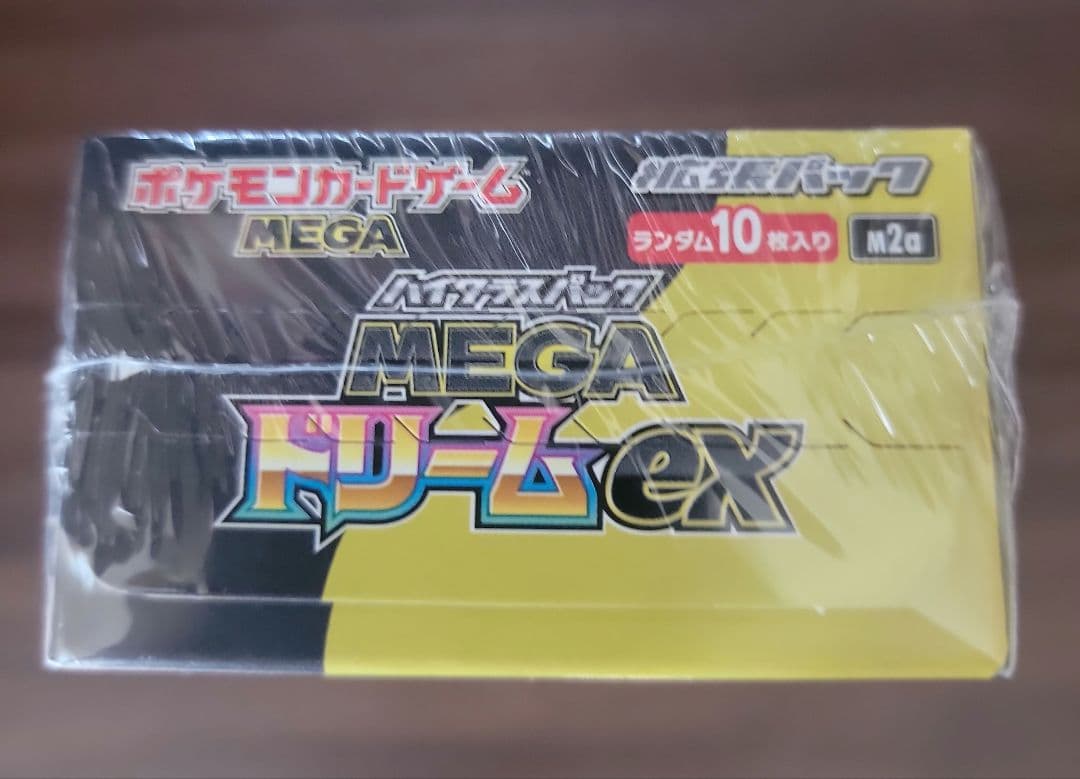 ポケモンカードゲーム
MEGA
拡張パック
ランダム10枚入り
M2a
ハイクラスパック
MEGA
ドリームex